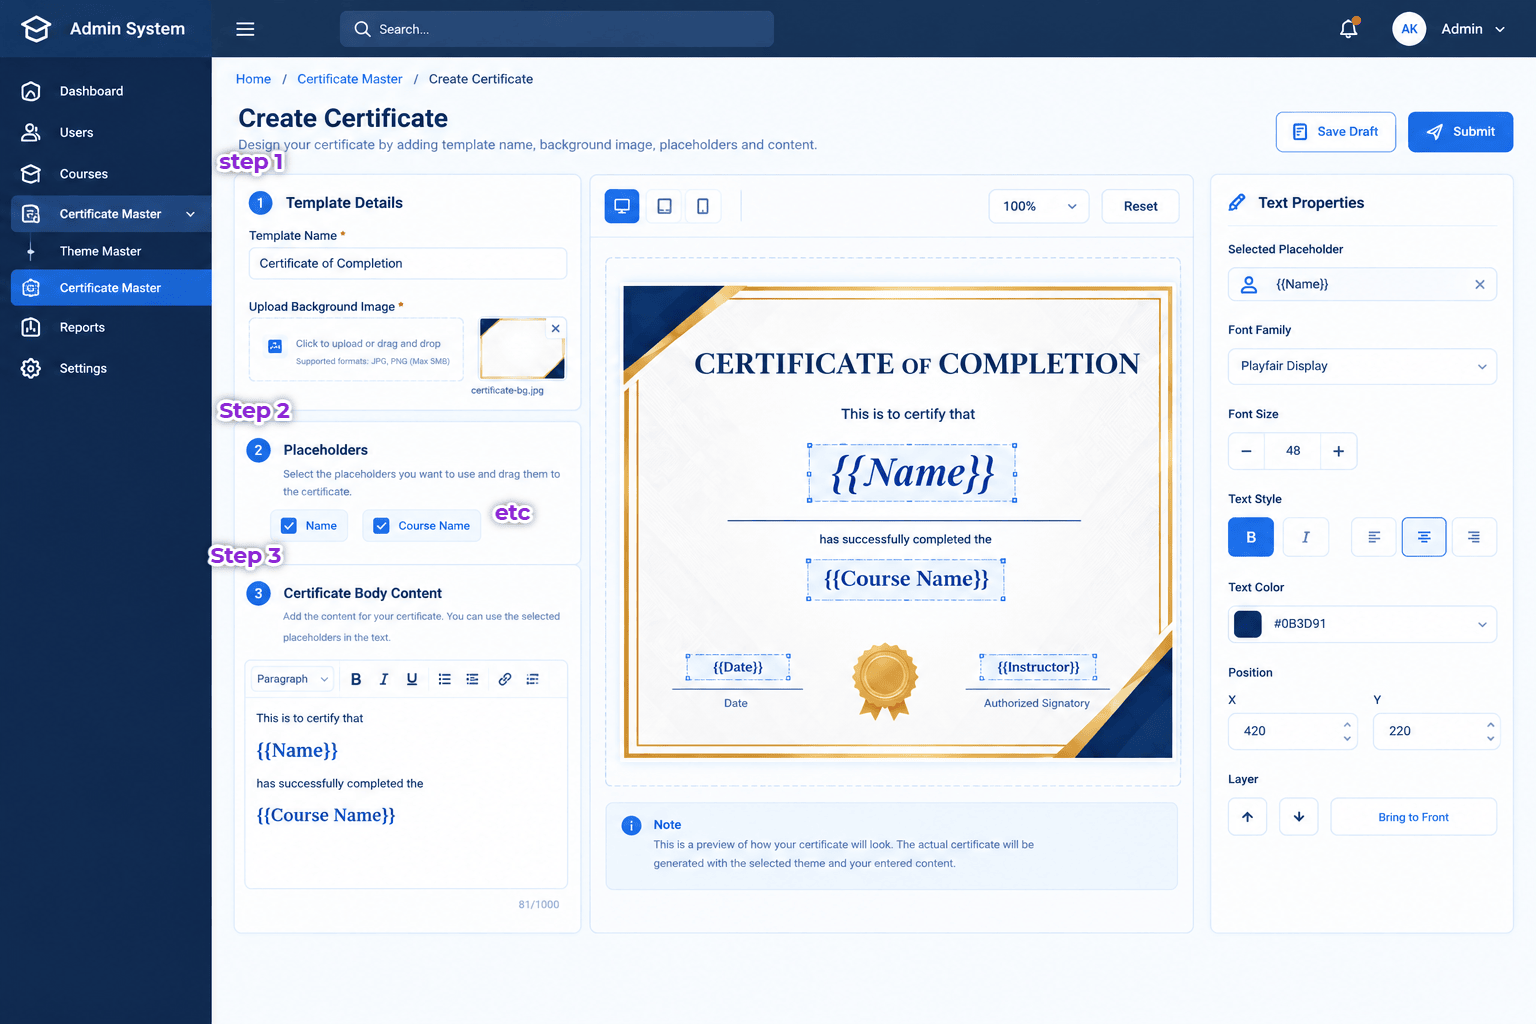 Admin System
Search...
AK
Admin
Dashboard
Users
Courses
Certificate Master
Theme Master
Certificate Master
Reports
Settings
Home / Certificate Master / Create Certificate
Create Certificate
Design your certificate by adding template name, background image, placeholders and content.
Save Draft
Submit
step 1
1 Template Details
Template Name *
Certificate of Completion
Upload Background Image *
Click to upload or drag and drop
Supported formats: JPG, PNG (Max 5MB)
certificate-bg.jpg
Step 2
2 Placeholders
Select the placeholders you want to use and drag them to
the certificate.
Name
Course Name
etc
Step 3
3 Certificate Body Content
Add the content for your certificate. You can use the selected
placeholders in the text.
Paragraph
B I U
This is to certify that
{{Name}}
has successfully completed the
{{Course Name}}
81/1000
100%
Reset
CERTIFICATE OF COMPLETION
This is to certify that
{{Name}}
has successfully completed the
{{Course Name}}
{{Date}}
Date
{{Instructor}}
Authorized Signatory
Note
This is a preview of how your certificate will look. The actual certificate will be
generated with the selected theme and your entered content.
Text Properties
Selected Placeholder
{{Name}}
Font Family
Playfair Display
Font Size
− 48 +
Text Style
B I
Text Color
#0B3D91
Position
X Y
420 220
Layer
Bring to Front